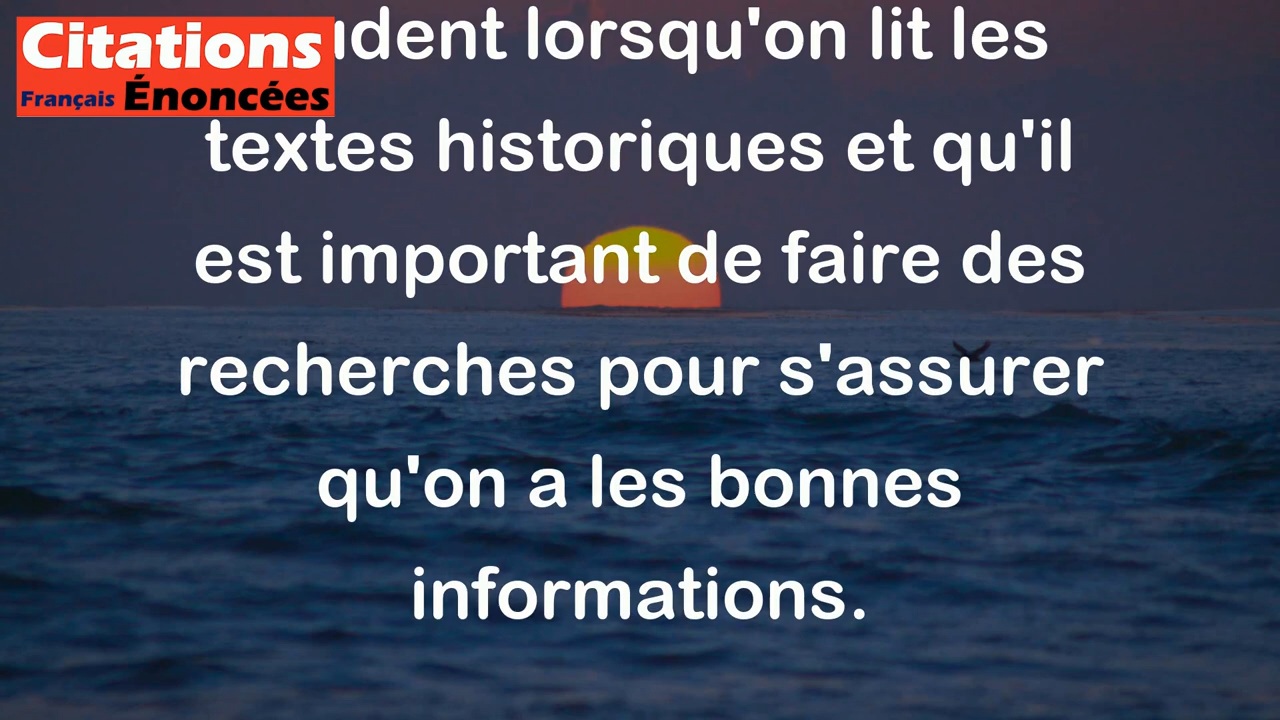 Citations
Français Énoncées
lorsqu'on lit les
textes historiques et qu'il
est important de faire des
recherches pour s'assurer
qu'on a les bonnes
informations.